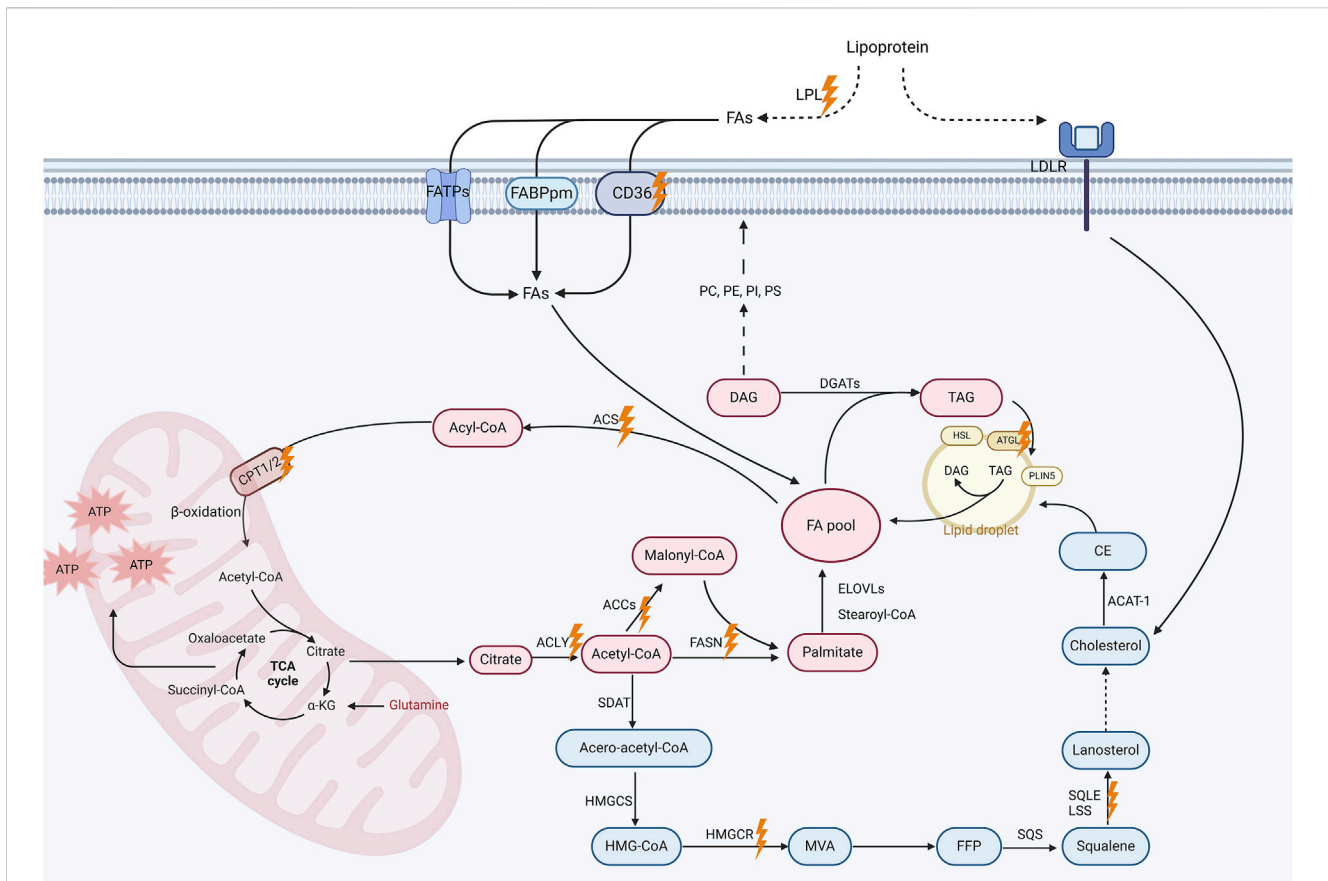 Lipoprotein
LPL
FAs
LDLR
FATPs
FABPpm
CD36
FAs
PC, PE, PI, PS
DAG
DGATs
TAG
Acyl-CoA
ACS
HSL
ATGL
DAG
TAG
PLIN5
Lipid droplet
CPT1/2
β-oxidation
ATP
ATP
ATP
FA pool
CE
Malonyl-CoA
Acetyl-CoA
ELOVLs
Stearoyl-CoA
ACAT-1
ACCs
Oxaloacetate
Citrate
TCA
cycle
Succinyl-CoA
α-KG
Glutamine
Citrate
ACLY
Acetyl-CoA
FASN
Palmitate
Cholesterol
SDAT
Acero-acetyl-CoA
Lanosterol
HMGCS
SQLE
LSS
HMG-CoA
HMGCR
MVA
FFP
SQS
Squalene